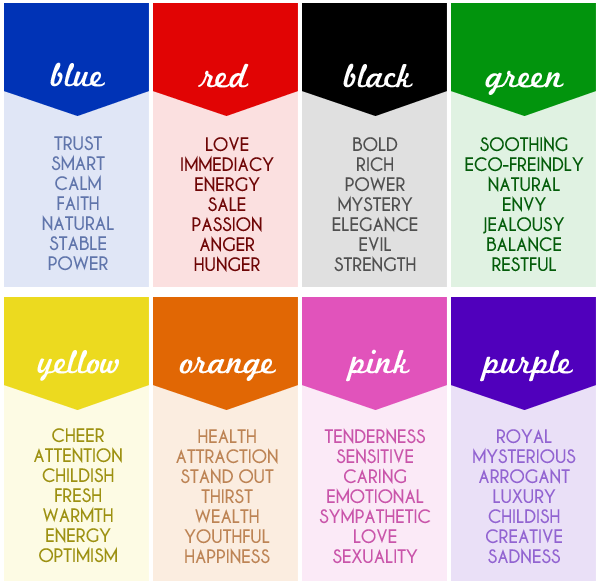 blue
TRUST
SMART
CALM
FAITH
NATURAL
STABLE
POWER
red
LOVE
IMMEDIACY
ENERGY
SALE
PASSION
ANGER
HUNGER
black
BOLD
RICH
POWER
MYSTERY
ELEGANCE
EVIL
STRENGTH
green
SOOTHING
ECO-FREINDLY
NATURAL
ENVY
JEALOUSY
BALANCE
RESTFUL
yellow
CHEER
ATTENTION
CHILDISH
FRESH
WARMTH
ENERGY
OPTIMISM
orange
HEALTH
ATTRACTION
STAND OUT
THIRST
WEALTH
YOUTHFUL
HAPPINESS
pink
TENDERNESS
SENSITIVE
CARING
EMOTIONAL
SYMPATHETIC
LOVE
SEXUALITY
purple
ROYAL
MYSTERIOUS
ARROGANT
LUXURY
CHILDISH
CREATIVE
SADNESS